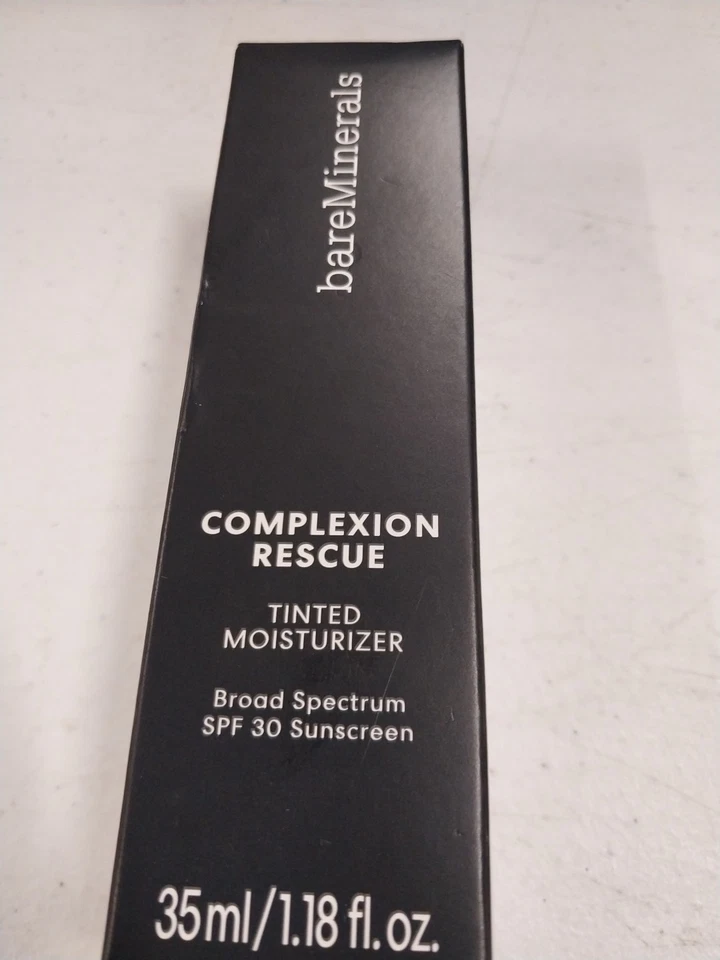 bareMinerals
COMPLEXION
RESCUE
TINTED
MOISTURIZER
Broad Spectrum
SPF 30 Sunscreen
35ml/1.18 fl.oz.